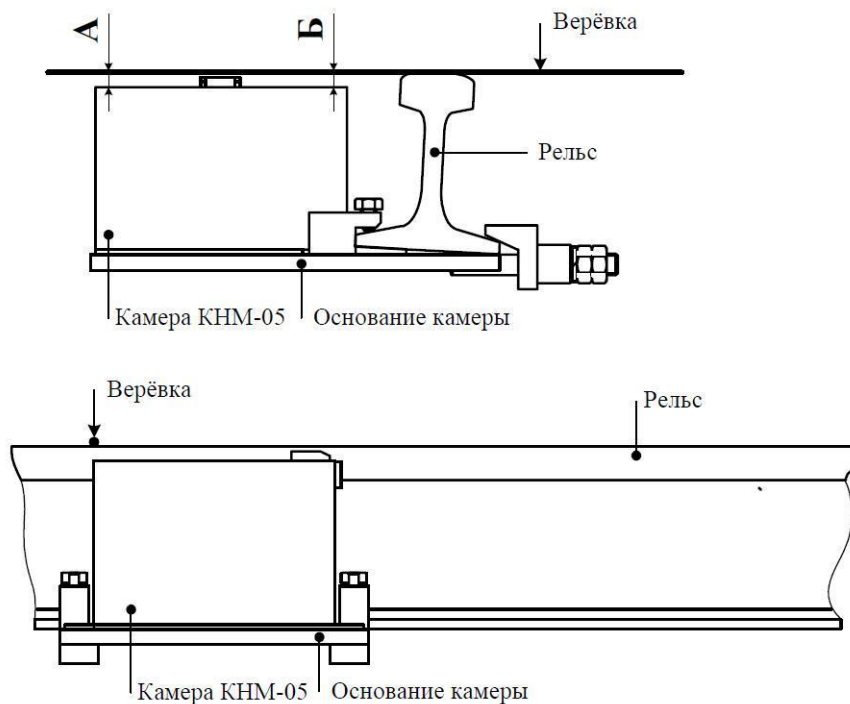 А
Б
Верёвка
Рельс
Камера КНМ-05
Основание камеры
Верёвка
Рельс
Камера КНМ-05
Основание камеры